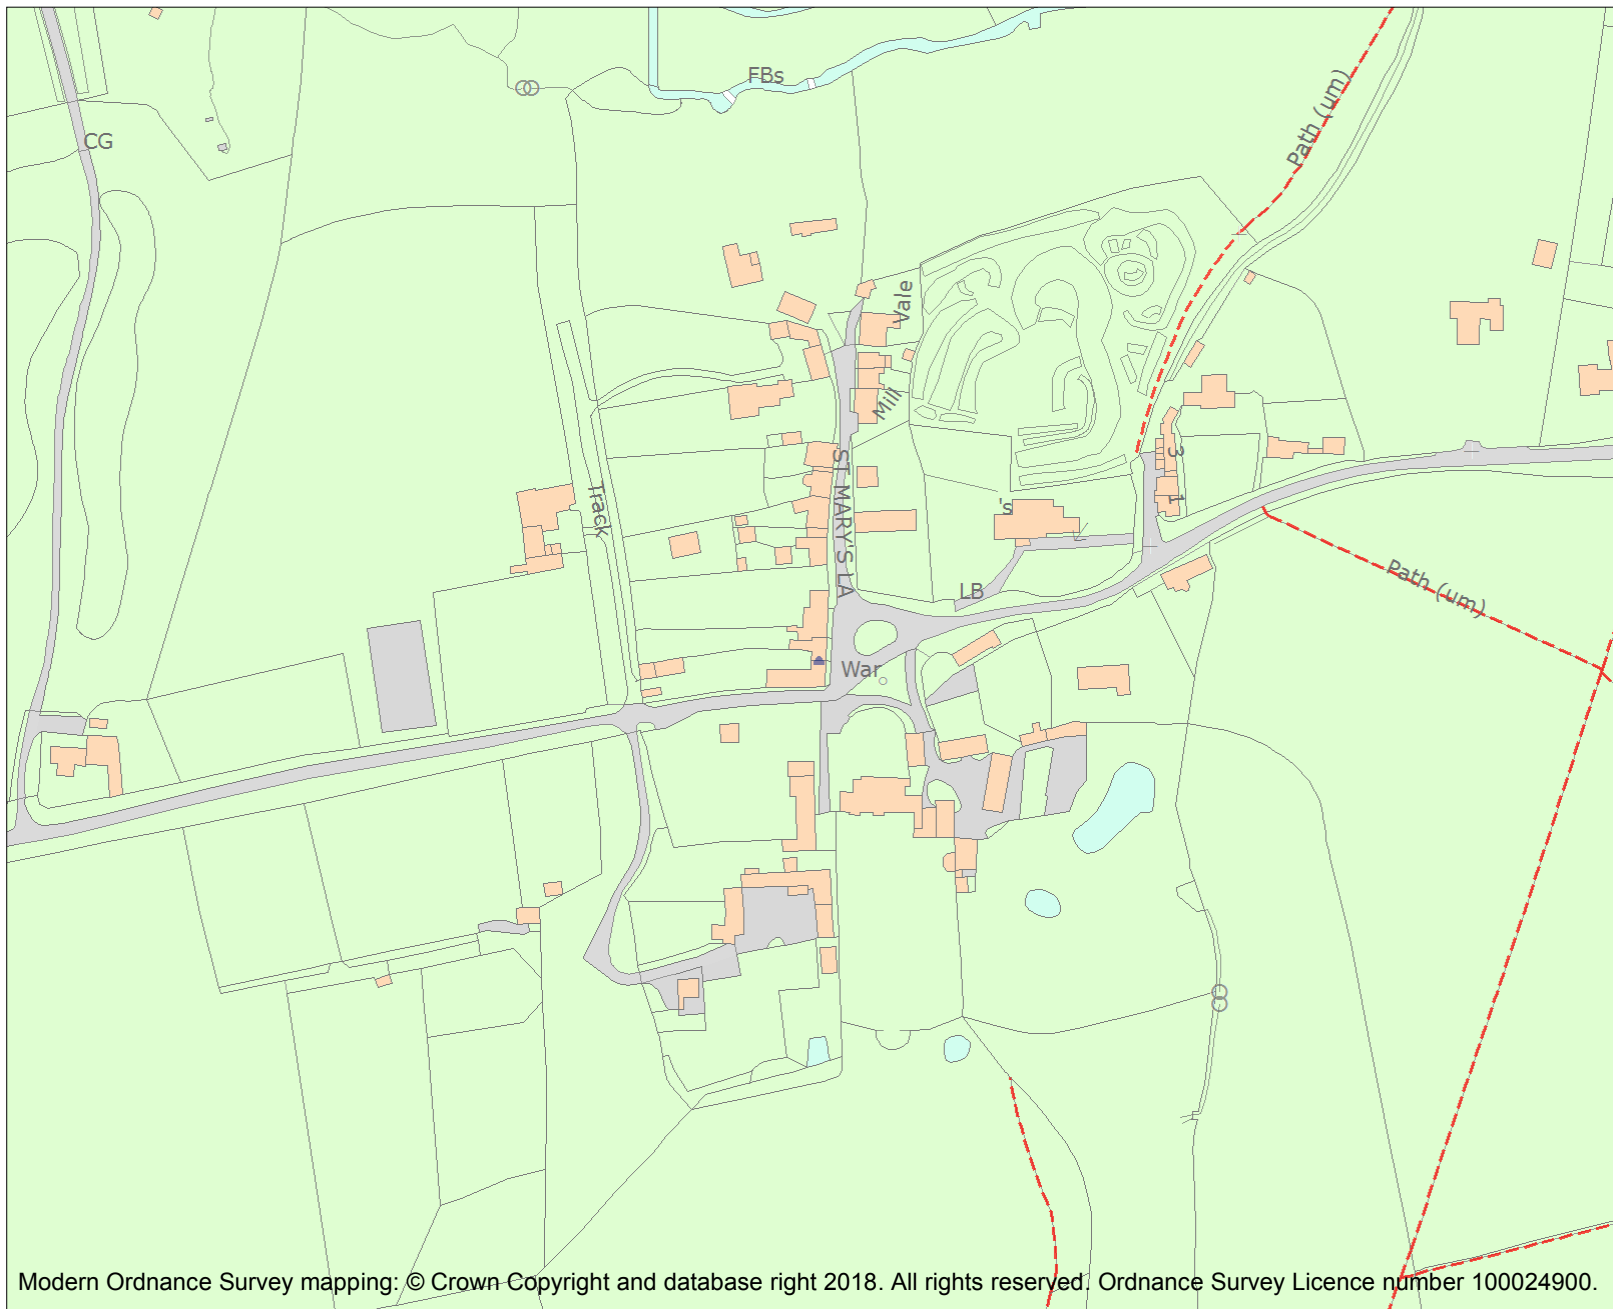 FBs
Path (um)
CG
Vale
Mill
ST MARY'S LA
3
1
Track
's
Path (um)
LB
War
Modern Ordnance Survey mapping: © Crown Copyright and database right 2018. All rights reserved. Ordnance Survey Licence number 100024900.